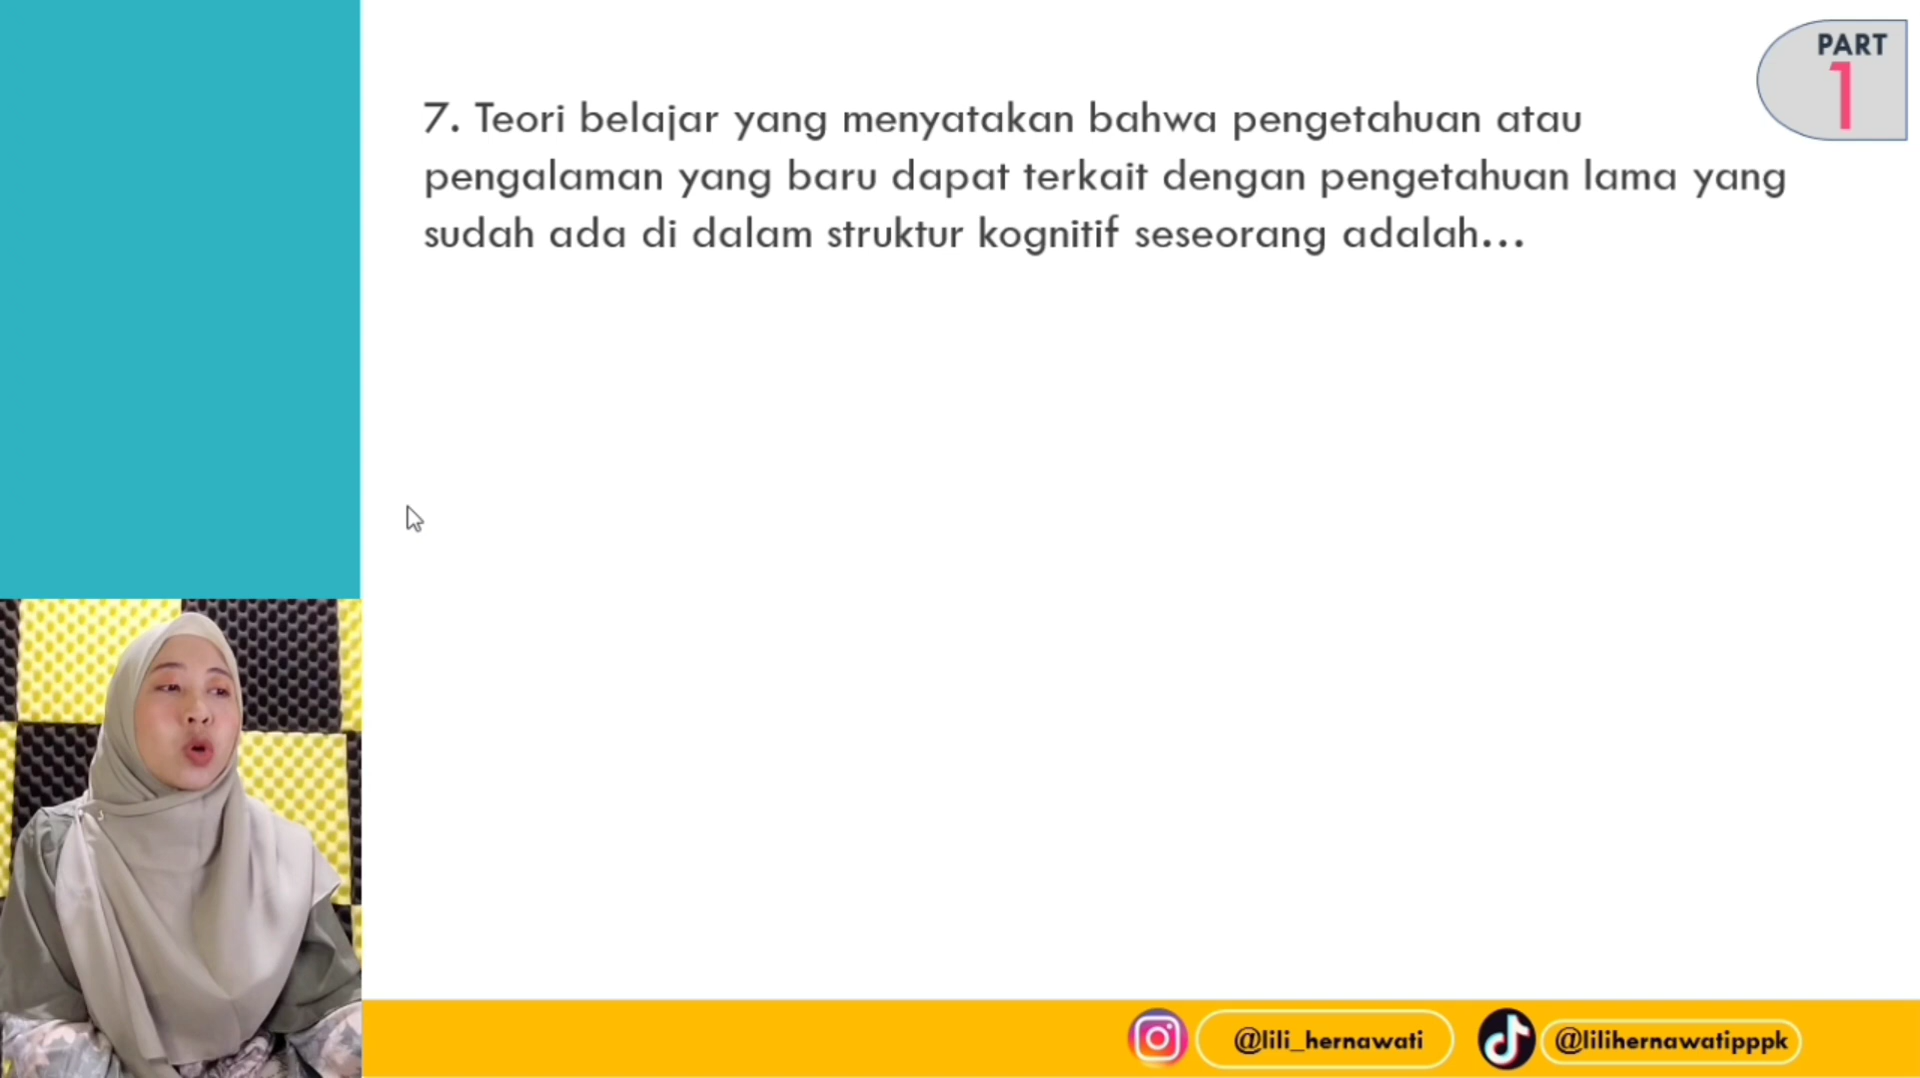 PART
1
7. Teori belajar yang menyatakan bahwa pengetahuan atau
pengalaman yang baru dapat terkait dengan pengetahuan lama yang
sudah ada di dalam struktur kognitif seseorang adalah...
@lili_hernawati
@lilihernawatipppk